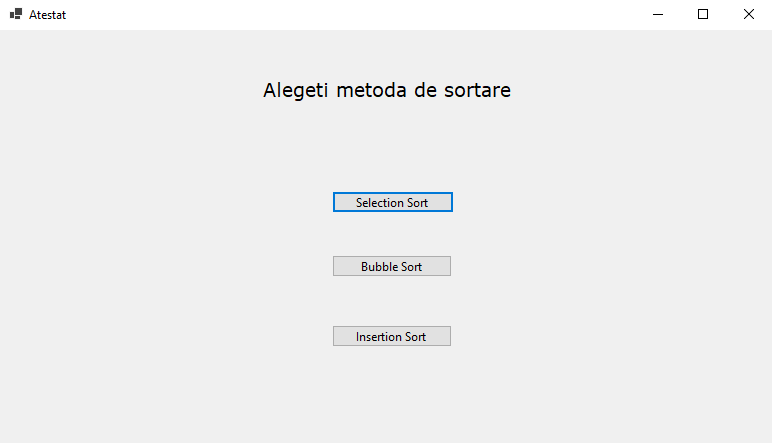 Atestat
Alegeti metoda de sortare
Selection Sort
Bubble Sort
Insertion Sort